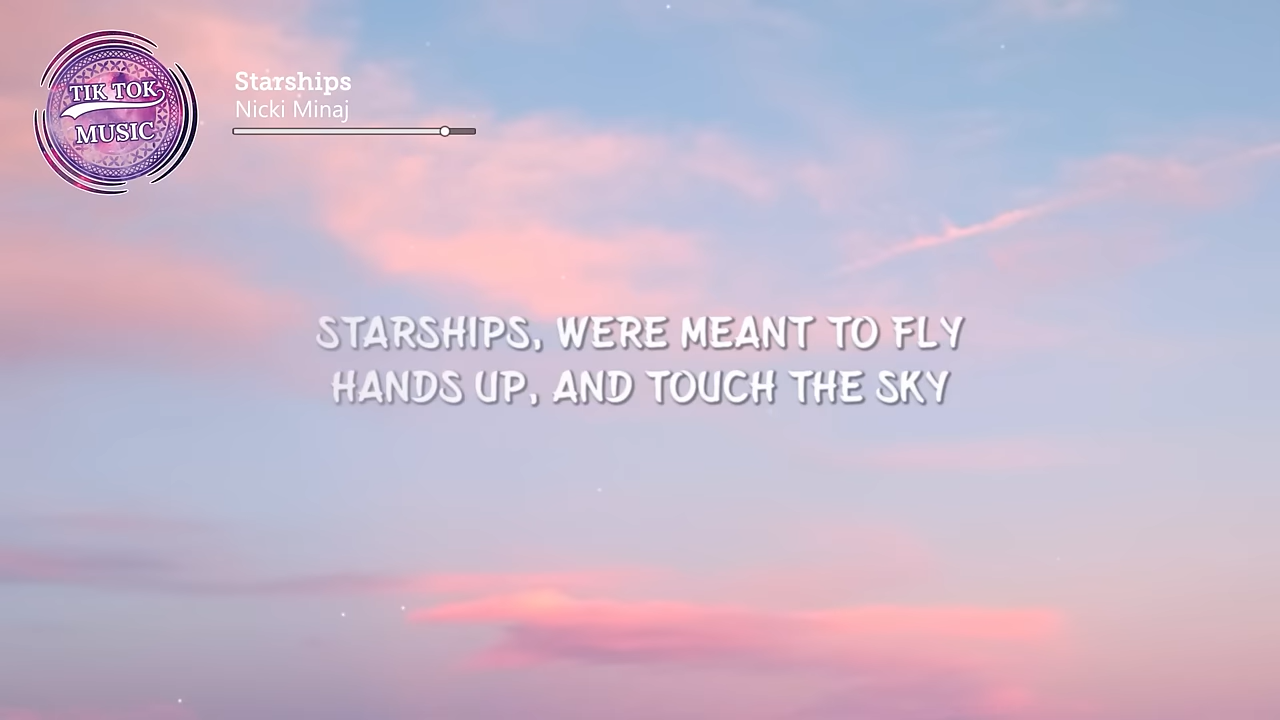 TIK TOK
MUSIC
Starships
Nicki Minaj
STARSHIPS, WERE MEANT TO FLY
HANDS UP, AND TOUCH THE SKY